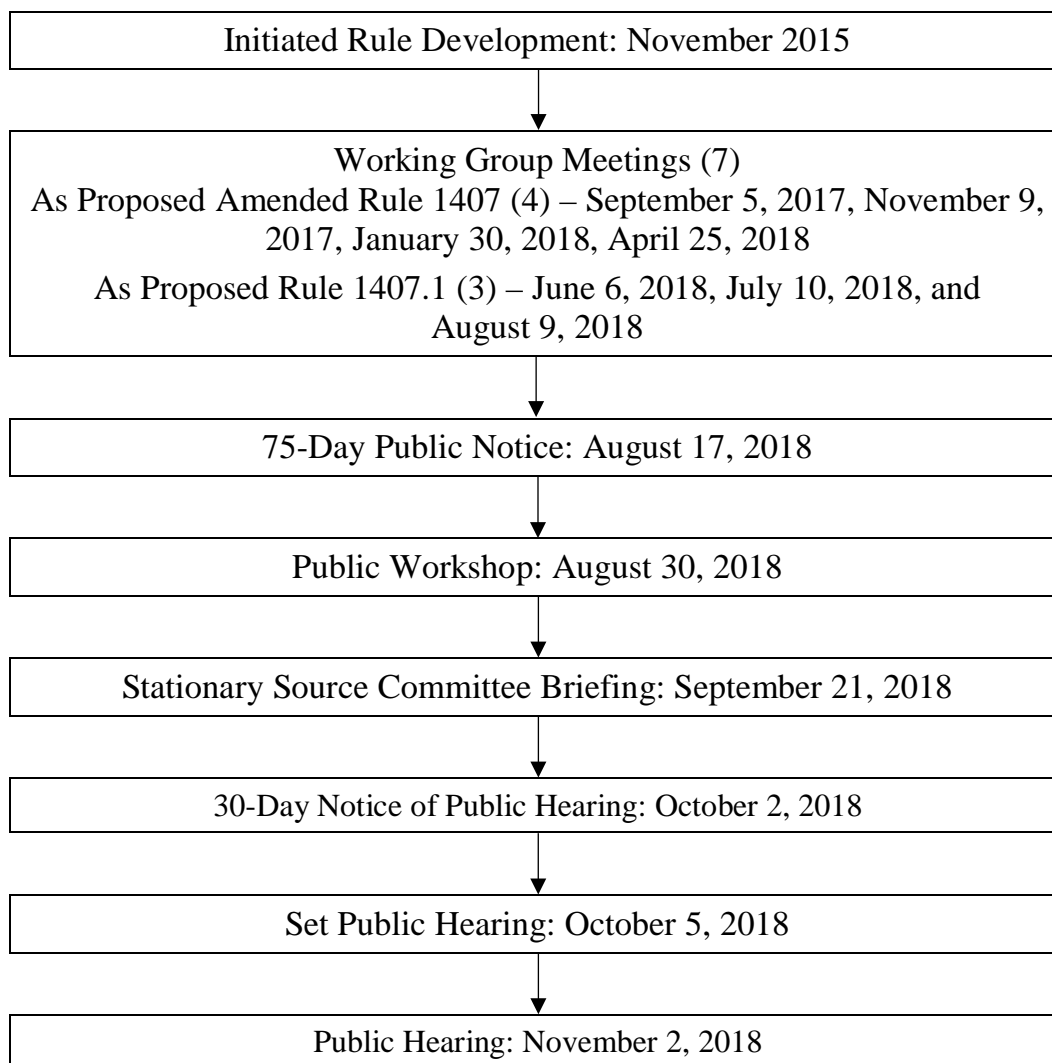 Initiated Rule Development: November 2015
Working Group Meetings (7)
As Proposed Amended Rule 1407 (4) – September 5, 2017, November 9,
2017, January 30, 2018, April 25, 2018
As Proposed Rule 1407.1 (3) – June 6, 2018, July 10, 2018, and
August 9, 2018
75-Day Public Notice: August 17, 2018
Public Workshop: August 30, 2018
Stationary Source Committee Briefing: September 21, 2018
30-Day Notice of Public Hearing: October 2, 2018
Set Public Hearing: October 5, 2018
Public Hearing: November 2, 2018